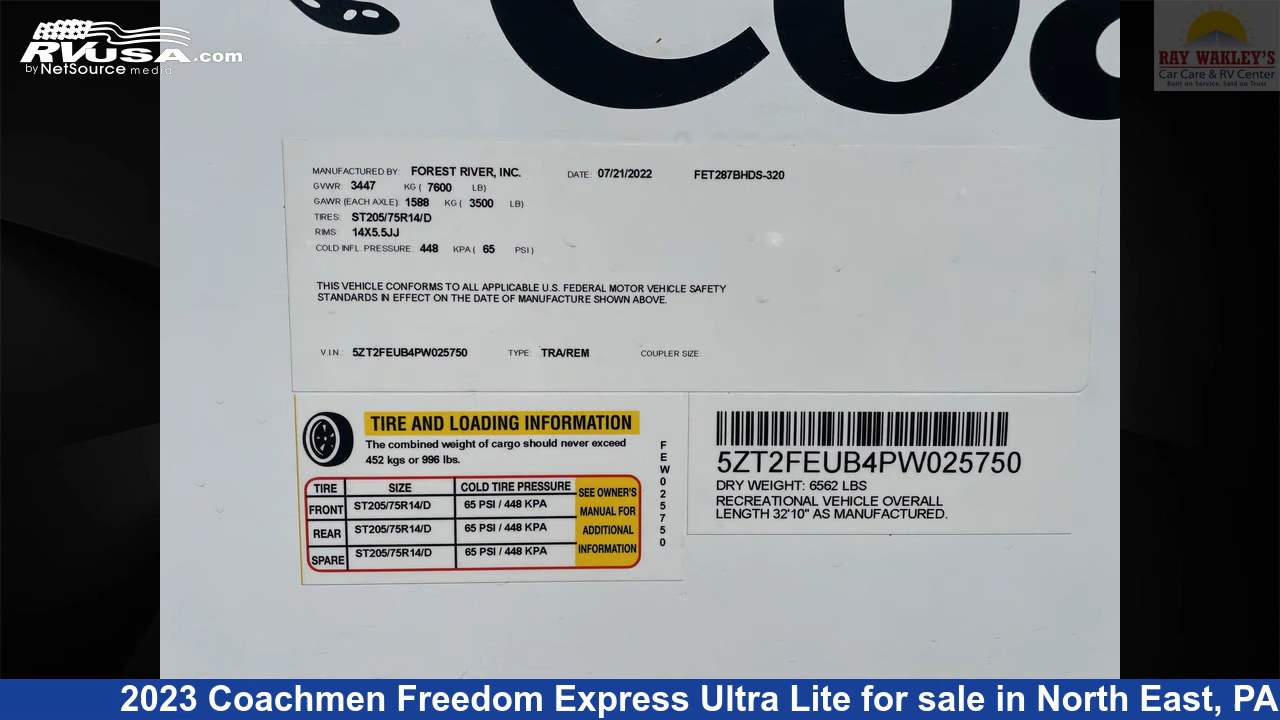 RVUSA.com
by NetSource media
RAY WAKLEY'S
Car Care & RV Center
Built on Service, Sold on Trust
Coa
MANUFACTURED BY: FOREST RIVER, INC. DATE: 07/21/2022 FET287BHDS-320
GVWR: 3447 KG ( 7600 LB)
GAWR (EACH AXLE): 1588 KG ( 3500 LB)
TIRES: ST205/75R14/D
RIMS: 14X5.5JJ
COLD INFL. PRESSURE: 448 KPA ( 65 PSI )
THIS VEHICLE CONFORMS TO ALL APPLICABLE U.S. FEDERAL MOTOR VEHICLE SAFETY
STANDARDS IN EFFECT ON THE DATE OF MANUFACTURE SHOWN ABOVE.
V.I.N.: 5ZT2FEUB4PW025750 TYPE: TRA/REM COUPLER SIZE:
TIRE AND LOADING INFORMATION
The combined weight of cargo should never exceed
452 kgs or 996 lbs.
TIRE SIZE COLD TIRE PRESSURE
FRONT ST205/75R14/D 65 PSI / 448 KPA
REAR ST205/75R14/D 65 PSI / 448 KPA
SPARE ST205/75R14/D 65 PSI / 448 KPA
SEE OWNER'S
MANUAL FOR
ADDITIONAL
INFORMATION
FEW025750
5ZT2FEUB4PW025750
DRY WEIGHT: 6562 LBS
RECREATIONAL VEHICLE OVERALL
LENGTH 32'10" AS MANUFACTURED.
2023 Coachmen Freedom Express Ultra Lite for sale in North East, PA